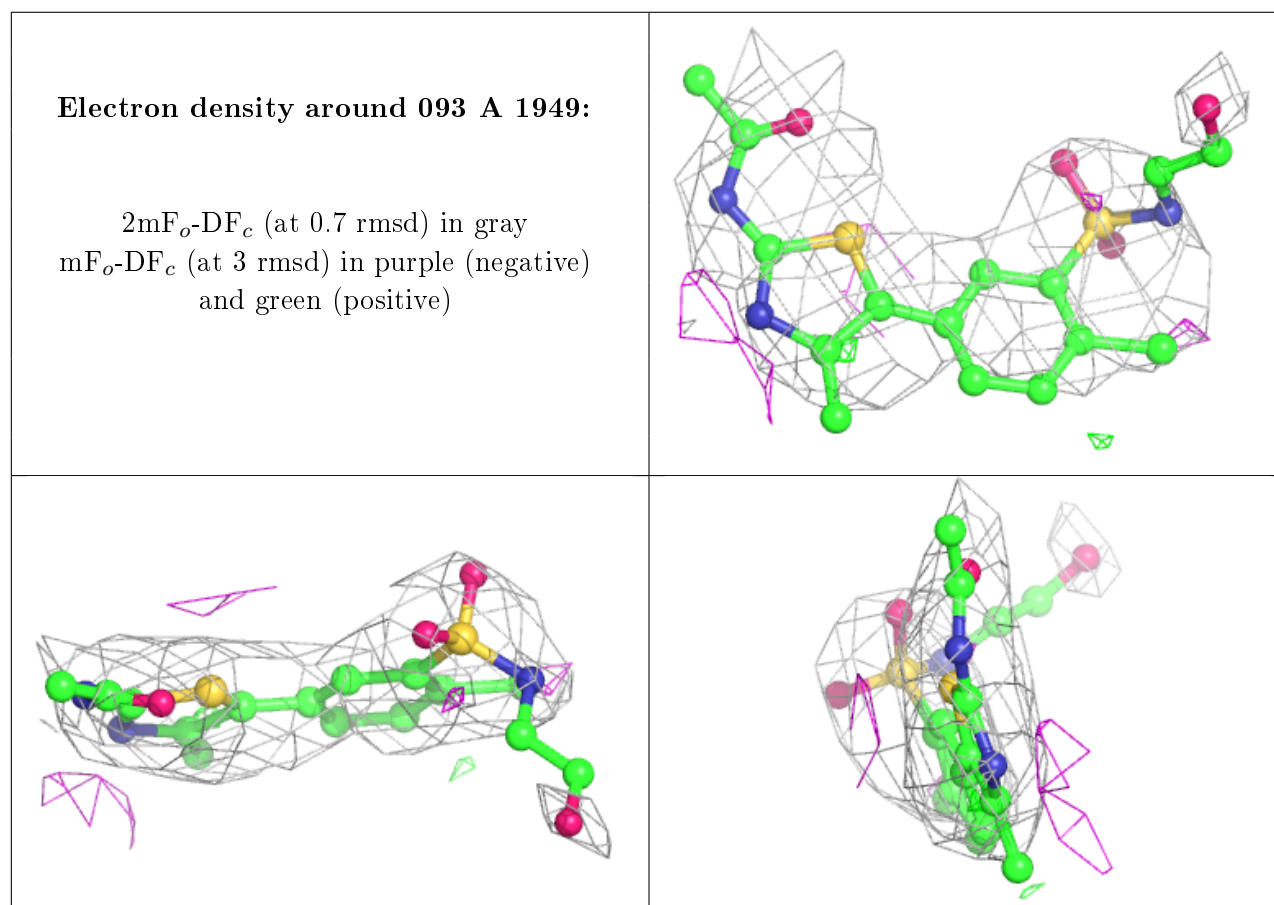 Electron density around 093 A 1949:
2mFo-DFc (at 0.7 rmsd) in gray
mFo-DFc (at 3 rmsd) in purple (negative)
and green (positive)